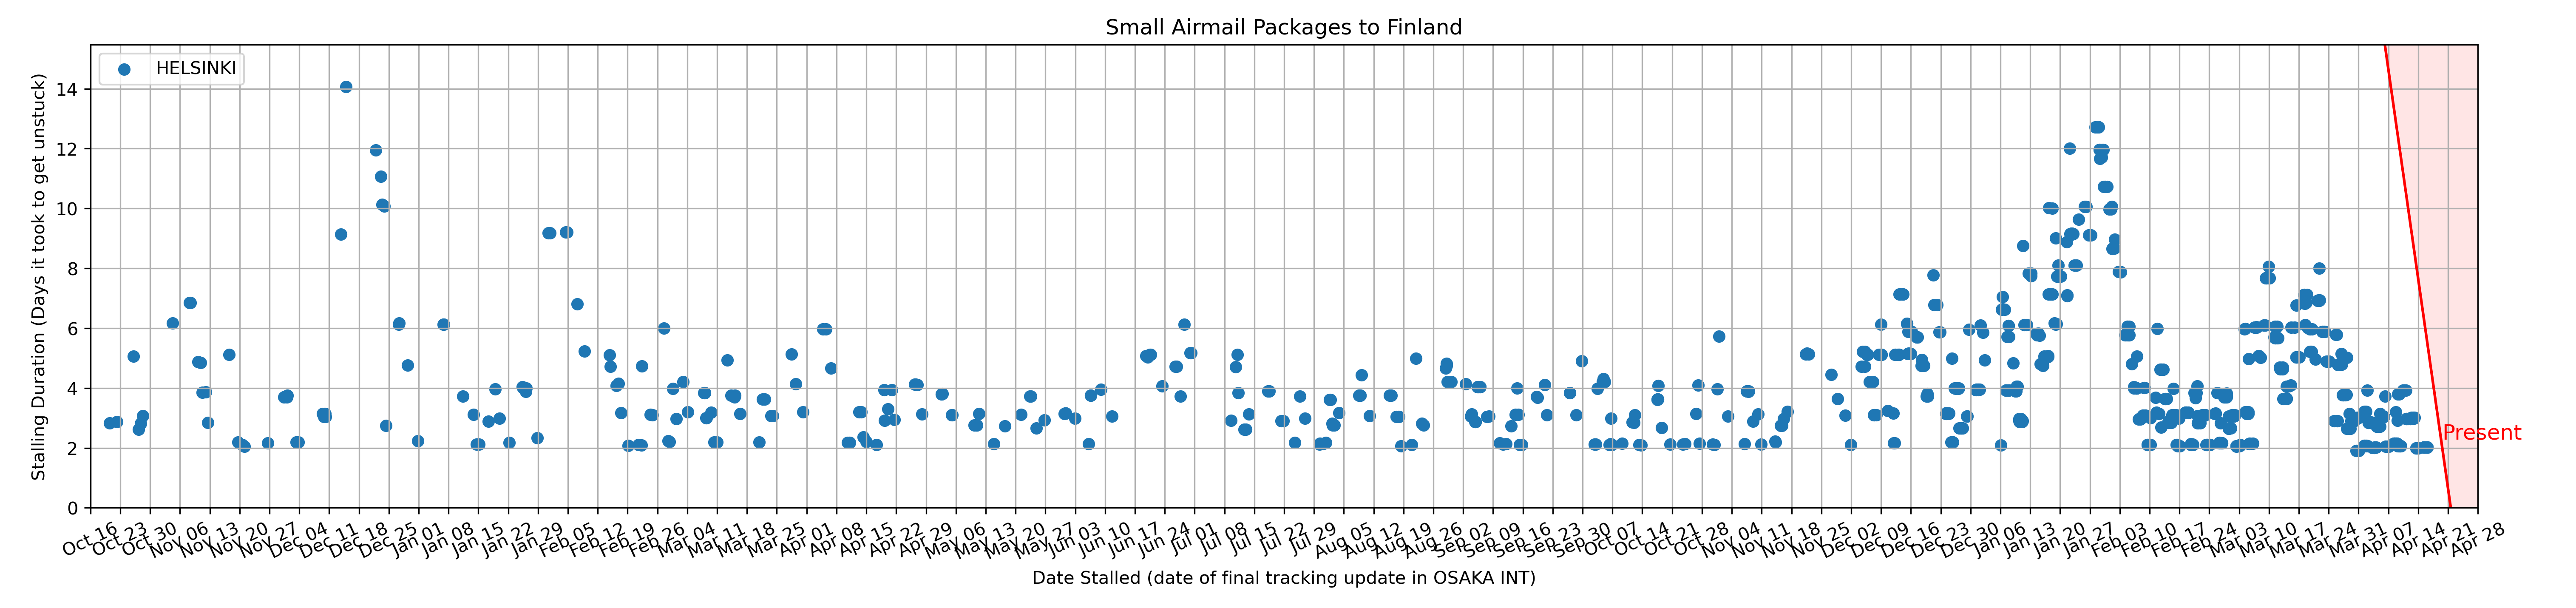 Small Airmail Packages to Finland
HELSINKI
Stalling Duration (Days it took to get unstuck)
14
12
10
8
6
4
2
0
Present
Oct 16 Oct 23 Oct 30 Nov 06 Nov 13 Nov 20 Nov 27 Dec 04 Dec 11 Dec 18 Dec 25 Jan 01 Jan 08 Jan 15 Jan 22 Jan 29 Feb 05 Feb 12 Feb 19 Feb 26 Mar 04 Mar 11 Mar 18 Mar 25 Apr 01 Apr 08 Apr 15 Apr 22 Apr 29 May 06 May 13 May 20 May 27 Jun 03 Jun 10 Jun 17 Jun 24 Jul 01 Jul 08 Jul 15 Jul 22 Jul 29 Aug 05 Aug 12 Aug 19 Aug 26 Sep 02 Sep 09 Sep 16 Sep 23 Sep 30 Oct 07 Oct 14 Oct 21 Oct 28 Nov 04 Nov 11 Nov 18 Nov 25 Dec 02 Dec 09 Dec 16 Dec 23 Dec 30 Jan 06 Jan 13 Jan 20 Jan 27 Feb 03 Feb 10 Feb 17 Feb 24 Mar 03 Mar 10 Mar 17 Mar 24 Mar 31 Apr 07 Apr 14 Apr 21 Apr 28
Date Stalled (date of final tracking update in OSAKA INT)